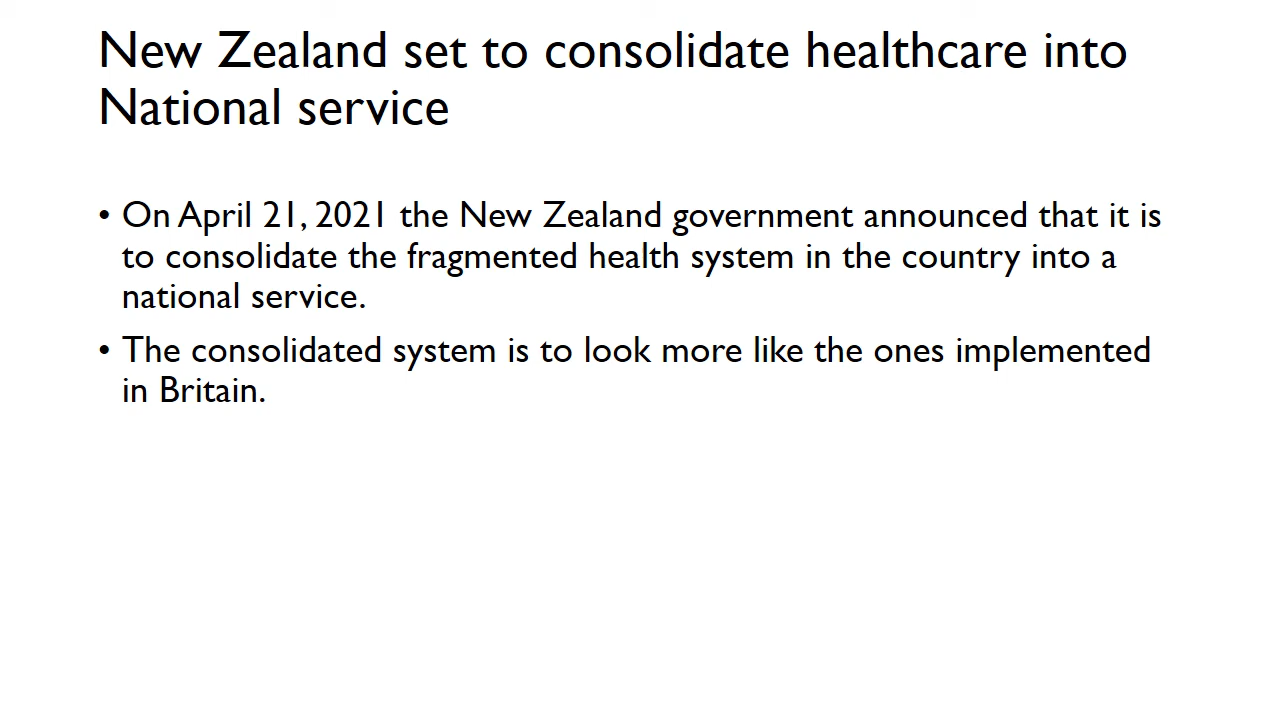 New Zealand set to consolidate healthcare into
National service
• On April 21, 2021 the New Zealand government announced that it is
to consolidate the fragmented health system in the country into a
national service.
• The consolidated system is to look more like the ones implemented
in Britain.